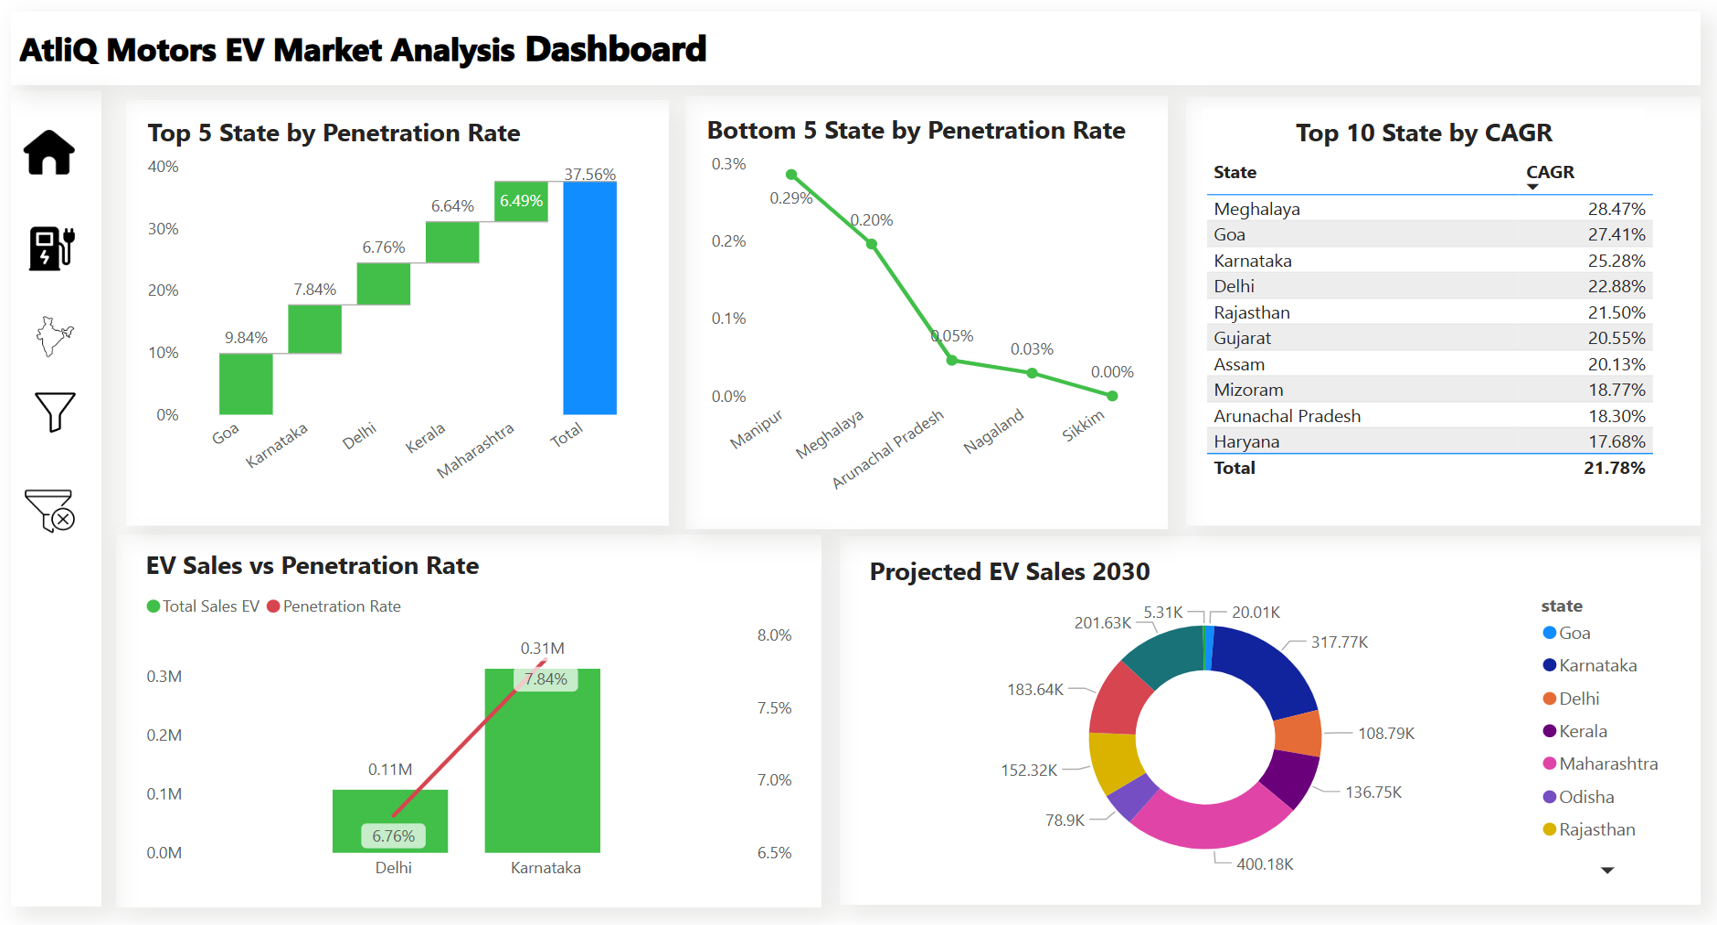 AtliQ Motors EV Market Analysis Dashboard
Top 5 State by Penetration Rate
40%
30%
20%
10%
0%
9.84%
7.84%
6.76%
6.64%
6.49%
37.56%
Goa
Karnataka
Delhi
Kerala
Maharashtra
Total
Bottom 5 State by Penetration Rate
0.3%
0.2%
0.1%
0.0%
0.29%
0.20%
0.05%
0.03%
0.00%
Manipur
Meghalaya
Arunachal Pradesh
Nagaland
Sikkim
Top 10 State by CAGR
State CAGR
Meghalaya 28.47%
Goa 27.41%
Karnataka 25.28%
Delhi 22.88%
Rajasthan 21.50%
Gujarat 20.55%
Assam 20.13%
Mizoram 18.77%
Arunachal Pradesh 18.30%
Haryana 17.68%
Total 21.78%
EV Sales vs Penetration Rate
Total Sales EV Penetration Rate
0.3M
0.2M
0.1M
0.0M
0.11M
6.76%
0.31M
7.84%
8.0%
7.5%
7.0%
6.5%
Delhi
Karnataka
Projected EV Sales 2030
5.31K
20.01K
201.63K
317.77K
183.64K
108.79K
152.32K
136.75K
78.9K
400.18K
state
Goa
Karnataka
Delhi
Kerala
Maharashtra
Odisha
Rajasthan